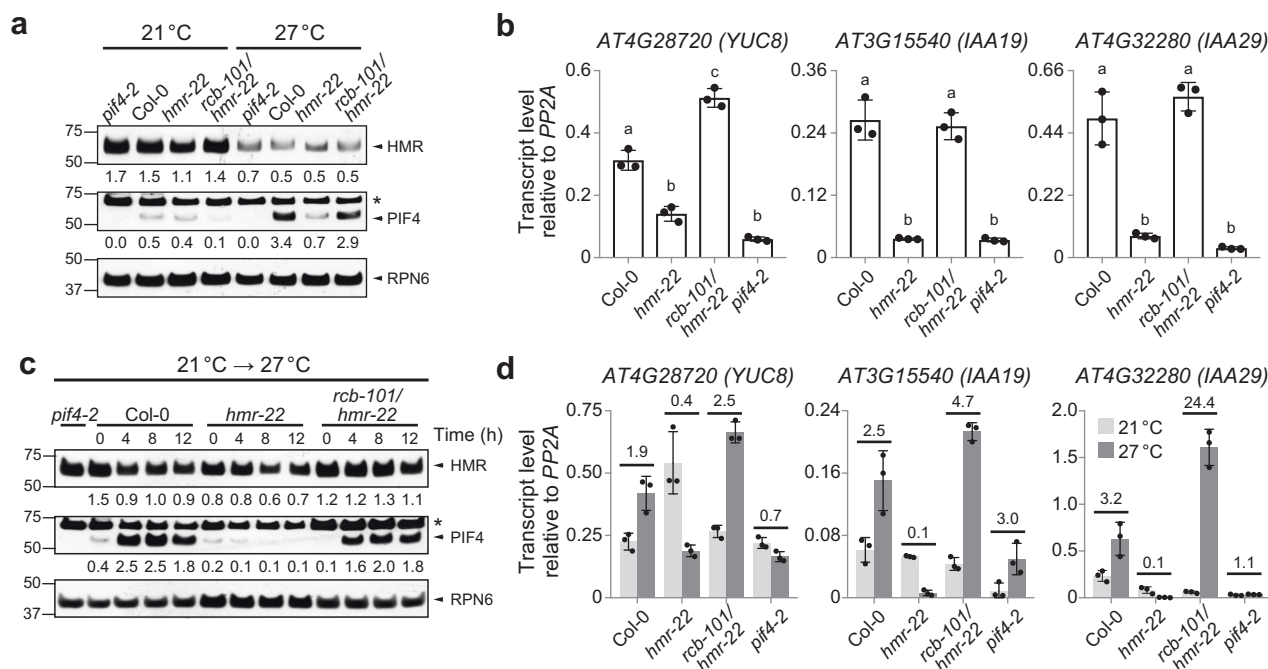 a
21 °C 27 °C
pif4-2 Col-0 hmr-22 rcb-101/hmr-22 pif4-2 Col-0 hmr-22 rcb-101/hmr-22
75
50
HMR
1.7 1.5 1.1 1.4 0.7 0.5 0.5 0.5
75
50
*
PIF4
0.0 0.5 0.4 0.1 0.0 3.4 0.7 2.9
50
37
RPN6
b
AT4G28720 (YUC8) AT3G15540 (IAA19) AT4G32280 (IAA29)
Transcript level
relative to PP2A
0.6
0.4
0.2
0
a b c b
Col-0 hmr-22 rcb-101/hmr-22 pif4-2
0.36
0.24
0.12
0
a b a b
Col-0 hmr-22 rcb-101/hmr-22 pif4-2
0.66
0.44
0.22
0
a b a b
Col-0 hmr-22 rcb-101/hmr-22 pif4-2
c
21 °C → 27 °C
pif4-2 Col-0 hmr-22 rcb-101/hmr-22
0 0 4 8 12 0 4 8 12 0 4 8 12 Time (h)
75
50
HMR
1.5 0.9 1.0 0.9 0.8 0.8 0.6 0.7 1.2 1.2 1.3 1.1
75
50
*
PIF4
0.4 2.5 2.5 1.8 0.2 0.1 0.1 0.1 0.1 1.6 2.0 1.8
50
37
RPN6
d
AT4G28720 (YUC8) AT3G15540 (IAA19) AT4G32280 (IAA29)
Transcript level
relative to PP2A
0.75
0.50
0.25
0
1.9 0.4 2.5 0.7
Col-0 hmr-22 rcb-101/hmr-22 pif4-2
0.24
0.16
0.08
0
2.5 0.1 4.7 3.0
Col-0 hmr-22 rcb-101/hmr-22 pif4-2
2.0
1.5
1.0
0.5
0
21 °C
27 °C
3.2 0.1 24.4 1.1
Col-0 hmr-22 rcb-101/hmr-22 pif4-2